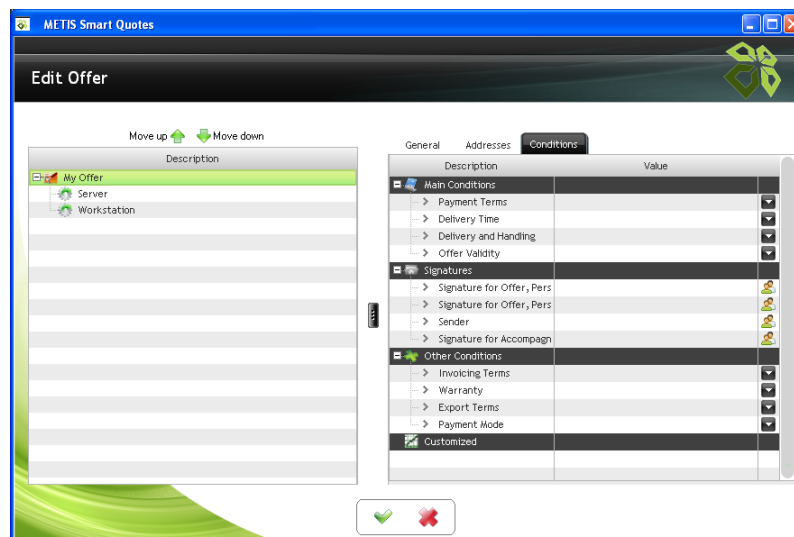 METIS Smart Quotes
Edit Offer
Move up Move down
Description
My Offer
Server
Workstation
General Addresses Conditions
Description Value
Main Conditions
Payment Terms
Delivery Time
Delivery and Handling
Offer Validity
Signatures
Signature for Offer, Pers
Signature for Offer, Pers
Sender
Signature for Accompagn
Other Conditions
Invoicing Terms
Warranty
Export Terms
Payment Mode
Customized